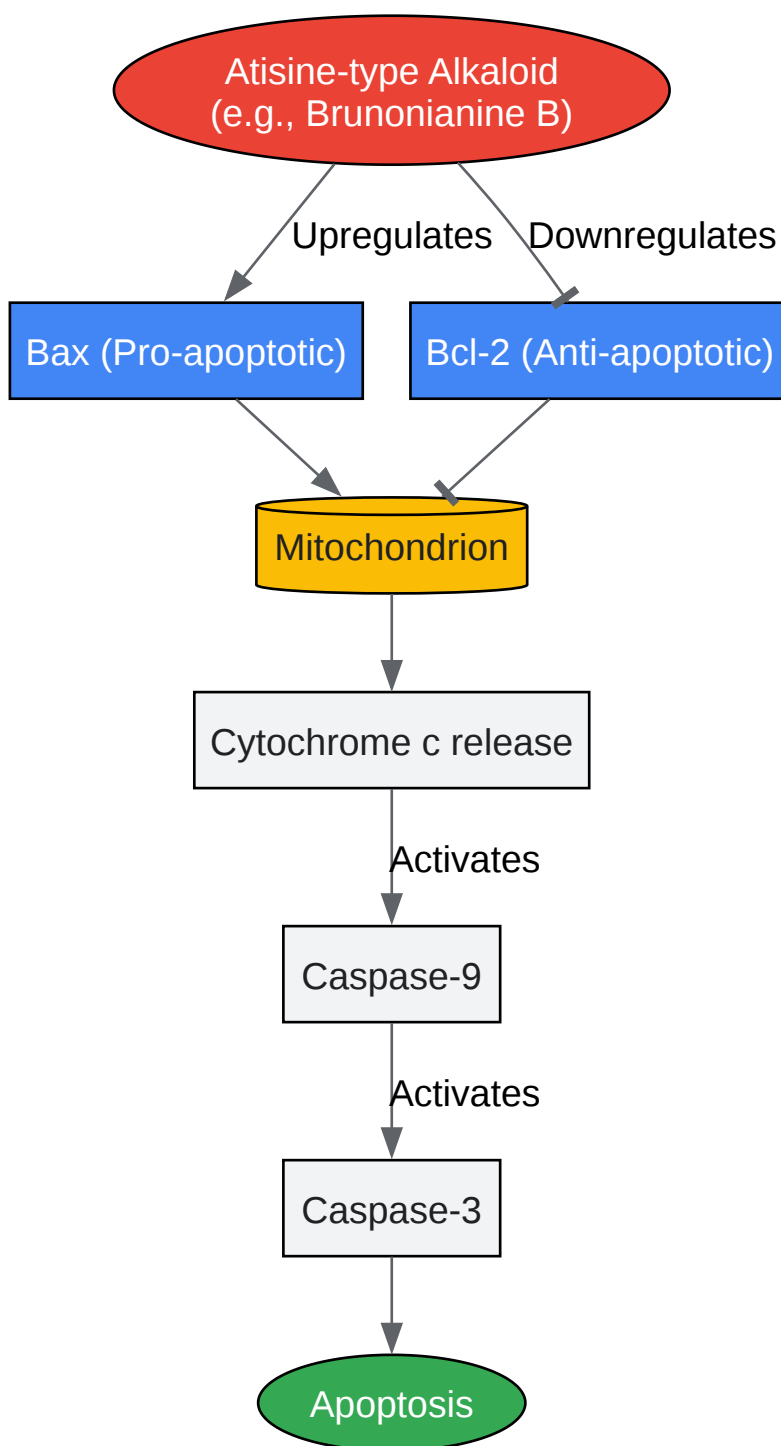 Atisine-type Alkaloid
(e.g., Brunonianine B)
Upregulates
Downregulates
Bax (Pro-apoptotic)
Bcl-2 (Anti-apoptotic)
Mitochondrion
Cytochrome c release
Activates
Caspase-9
Activates
Caspase-3
Apoptosis